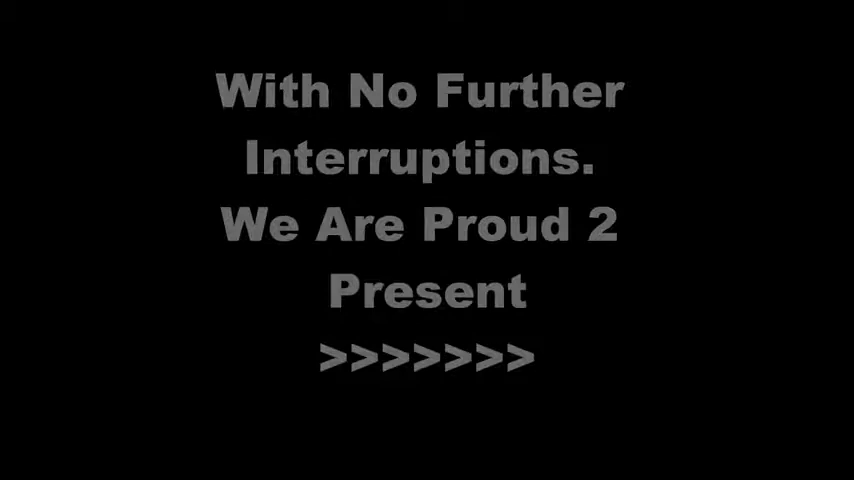 With No Further
Interruptions.
We Are Proud 2
Present
>>>>>>>